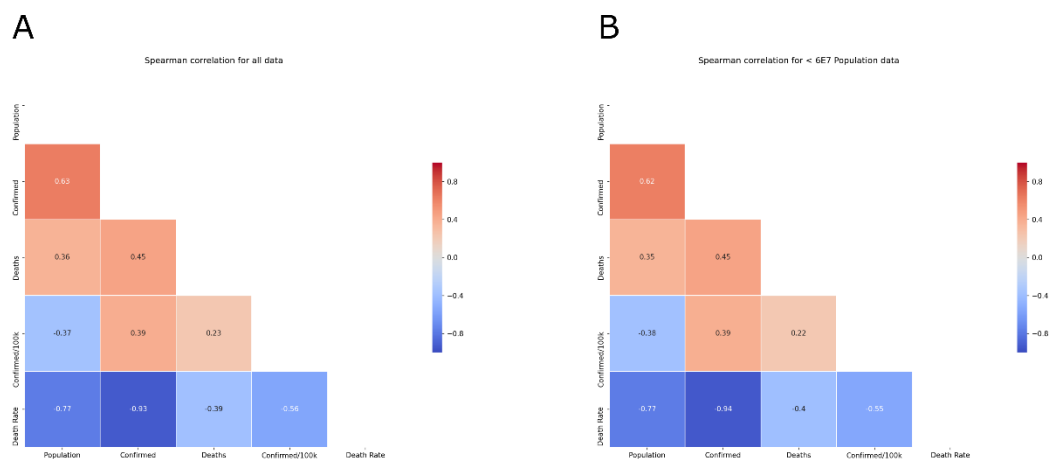 A
Spearman correlation for all data
Population
Confirmed
Deaths
Confirmed/100k
Death Rate
0.63
0.36 0.45
-0.37 0.39 0.23
-0.77 -0.93 -0.39 -0.56
Population Confirmed Deaths Confirmed/100k Death Rate
0.8
0.4
0.0
−0.4
−0.8
B
Spearman correlation for < 6E7 Population data
Population
Confirmed
Deaths
Confirmed/100k
Death Rate
0.62
0.35 0.45
-0.38 0.39 0.22
-0.77 -0.94 -0.4 -0.55
Population Confirmed Deaths Confirmed/100k Death Rate
0.8
0.4
0.0
−0.4
−0.8